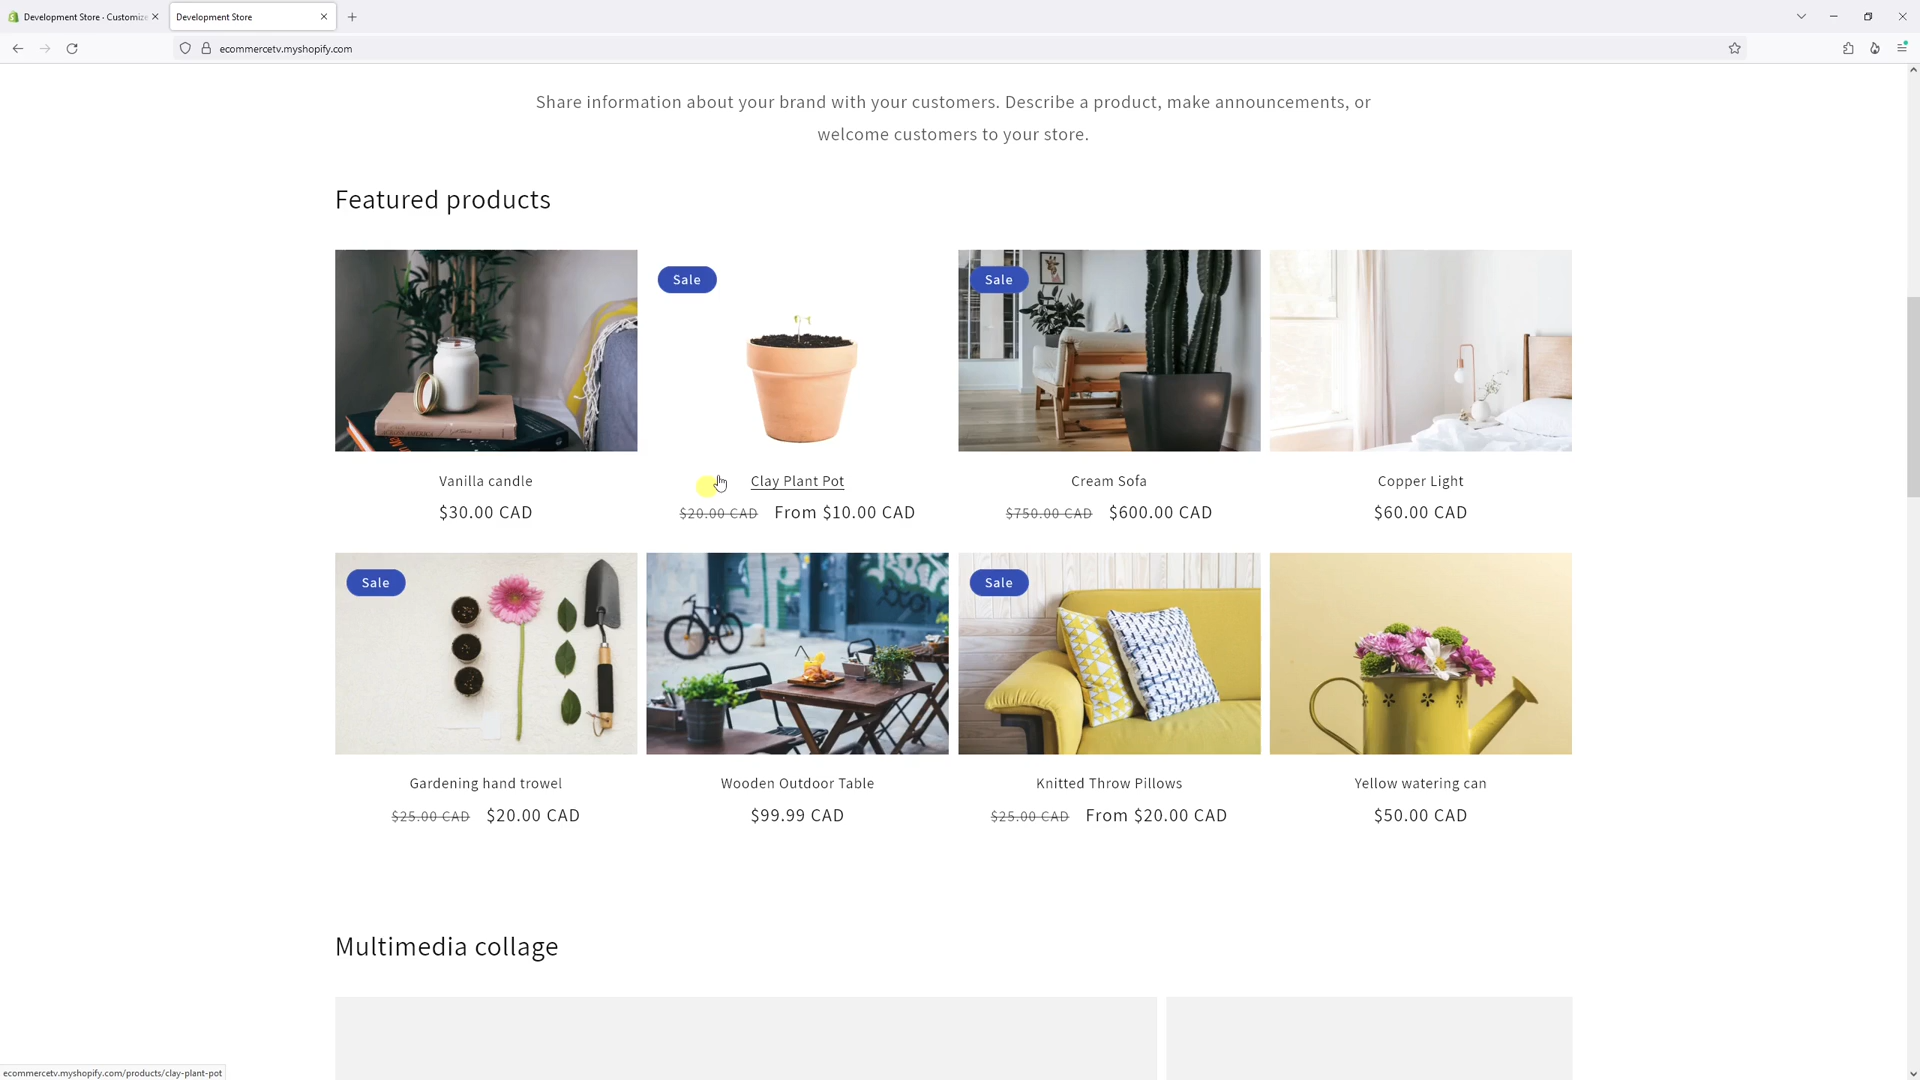 Development Store · Customize
Development Store
ecommercetv.myshopify.com
Share information about your brand with your customers. Describe a product, make announcements, or
welcome customers to your store.
Featured products
Sale
Sale
Vanilla candle
Clay Plant Pot
Cream Sofa
Copper Light
$30.00 CAD
$20.00 CAD From $10.00 CAD
$750.00 CAD $600.00 CAD
$60.00 CAD
Sale
Sale
Gardening hand trowel
Wooden Outdoor Table
Knitted Throw Pillows
Yellow watering can
$25.00 CAD $20.00 CAD
$99.99 CAD
$25.00 CAD From $20.00 CAD
$50.00 CAD
Multimedia collage
ecommercetv.myshopify.com/products/clay-plant-pot